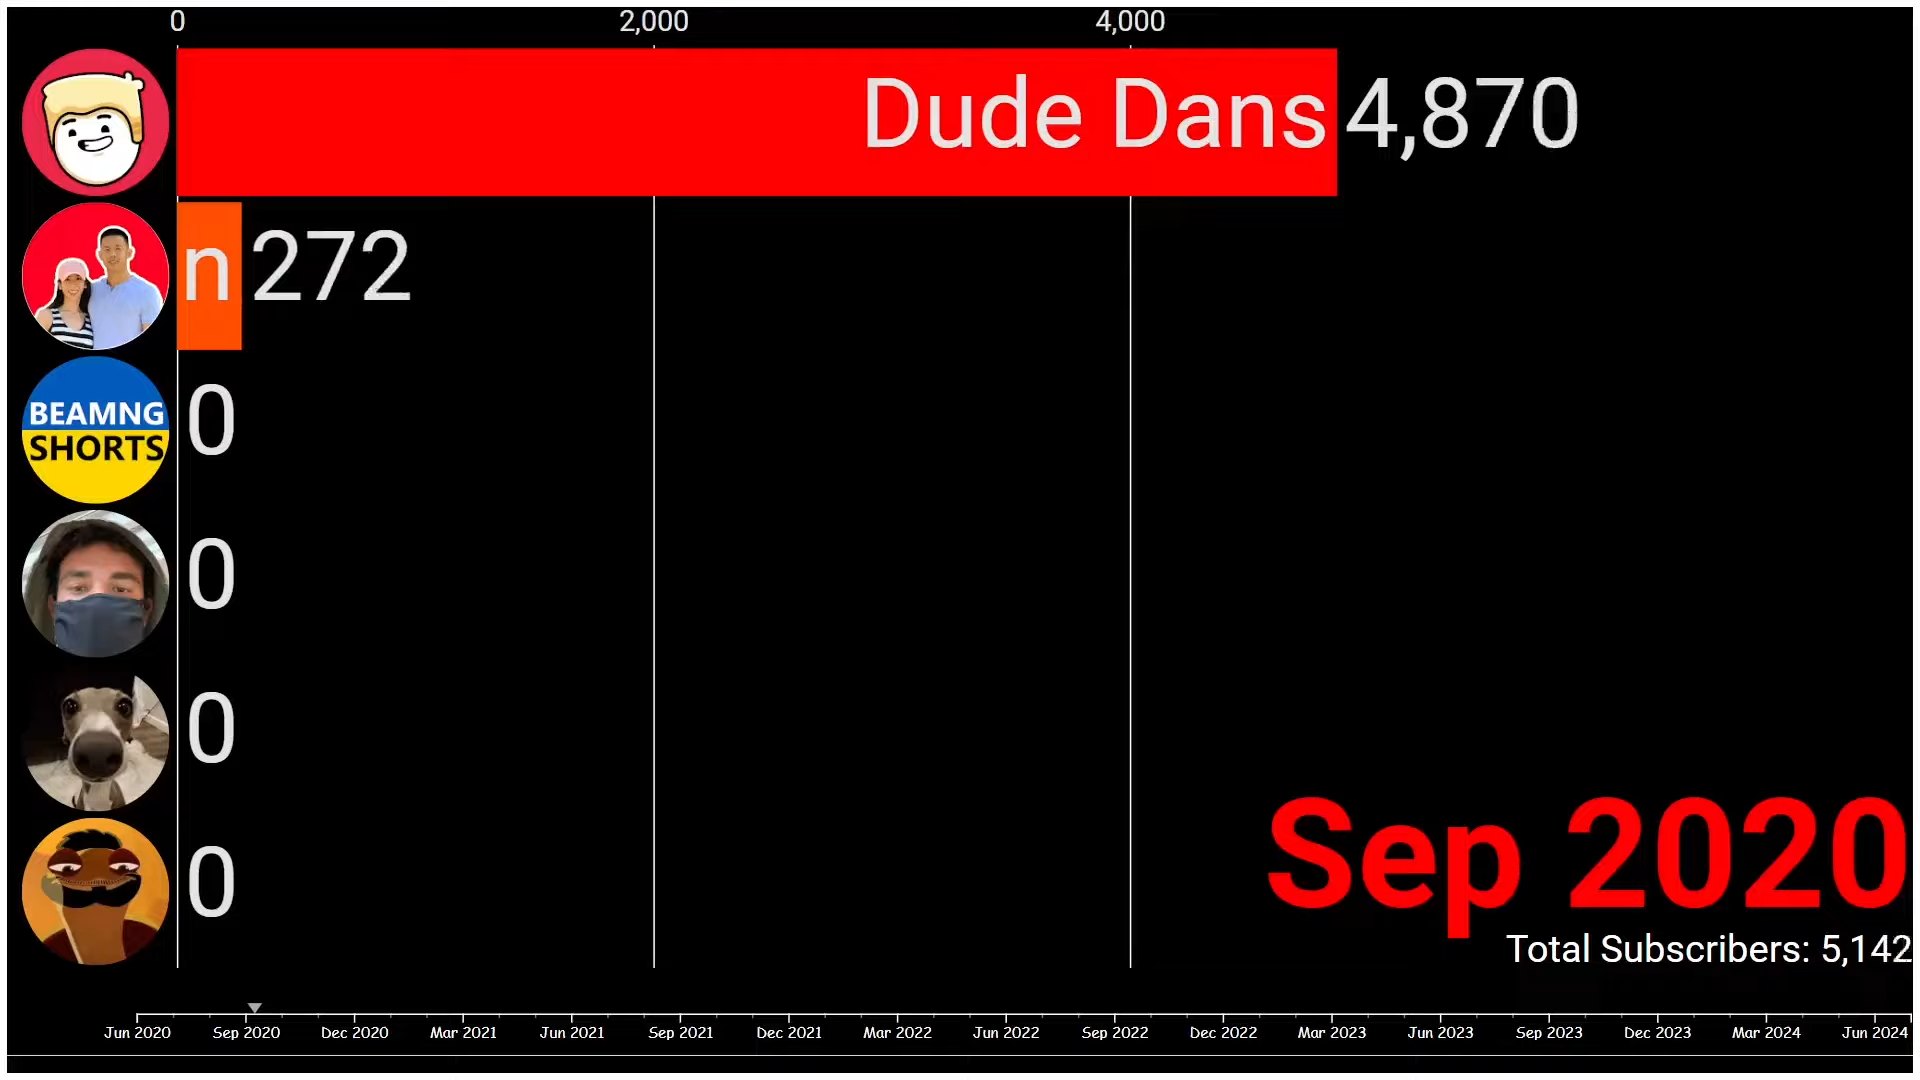 0 2,000 4,000
Dude Dans 4,870
n 272
BEAMNG
SHORTS
0
0
0
0
Sep 2020
Total Subscribers: 5,142
Jun 2020 Sep 2020 Dec 2020 Mar 2021 Jun 2021 Sep 2021 Dec 2021 Mar 2022 Jun 2022 Sep 2022 Dec 2022 Mar 2023 Jun 2023 Sep 2023 Dec 2023 Mar 2024 Jun 2024